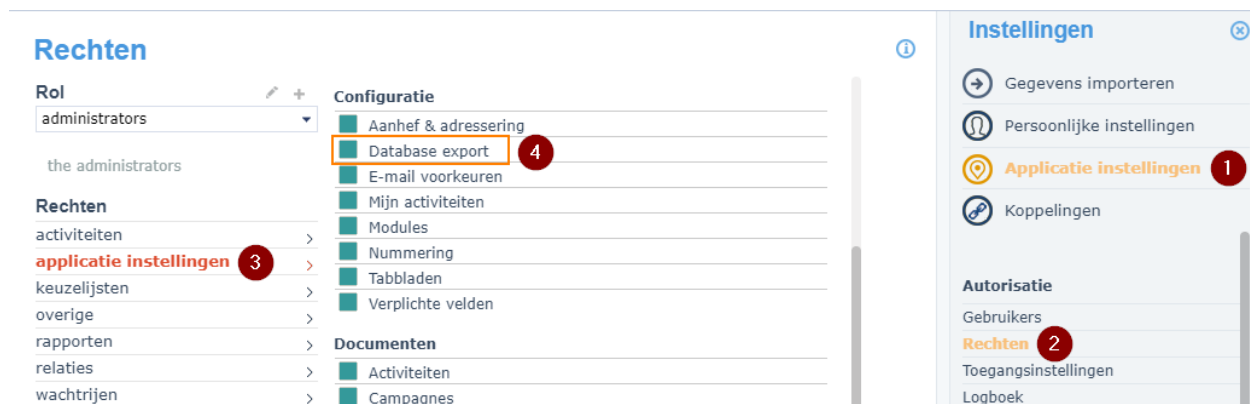 Rechten
Rol
administrators
the administrators
Rechten
activiteiten
applicatie instellingen 3
keuzelijsten
overige
rapporten
relaties
wachtrijen
Configuratie
Aanhef & adressering
Database export 4
E-mail voorkeuren
Mijn activiteiten
Modules
Nummering
Tabbladen
Verplichte velden
Documenten
Activiteiten
Campagnes
Instellingen
Gegevens importeren
Persoonlijke instellingen
Applicatie instellingen 1
Koppelingen
Autorisatie
Gebruikers
Rechten 2
Toegangsinstellingen
Logboek